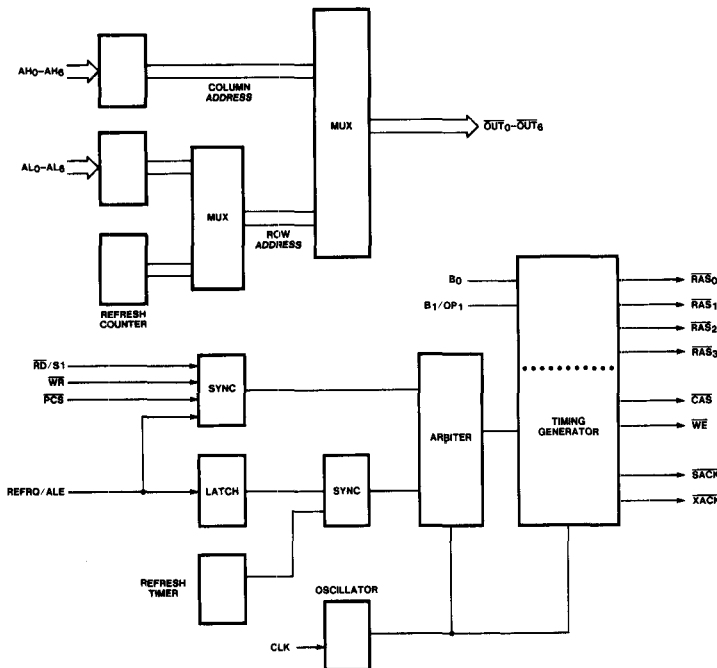 AH0–AH6
COLUMN
ADDRESS
MUX
OUT0–OUT6
AL0–AL6
MUX
ROW
ADDRESS
REFRESH
COUNTER
B0
B1/OP1
RAS0
RAS1
RAS2
RAS3
RD/S1
WR
PCS
SYNC
ARBITER
TIMING
GENERATOR
CAS
WE
SACK
XACK
REFRQ/ALE
LATCH
SYNC
REFRESH
TIMER
OSCILLATOR
CLK